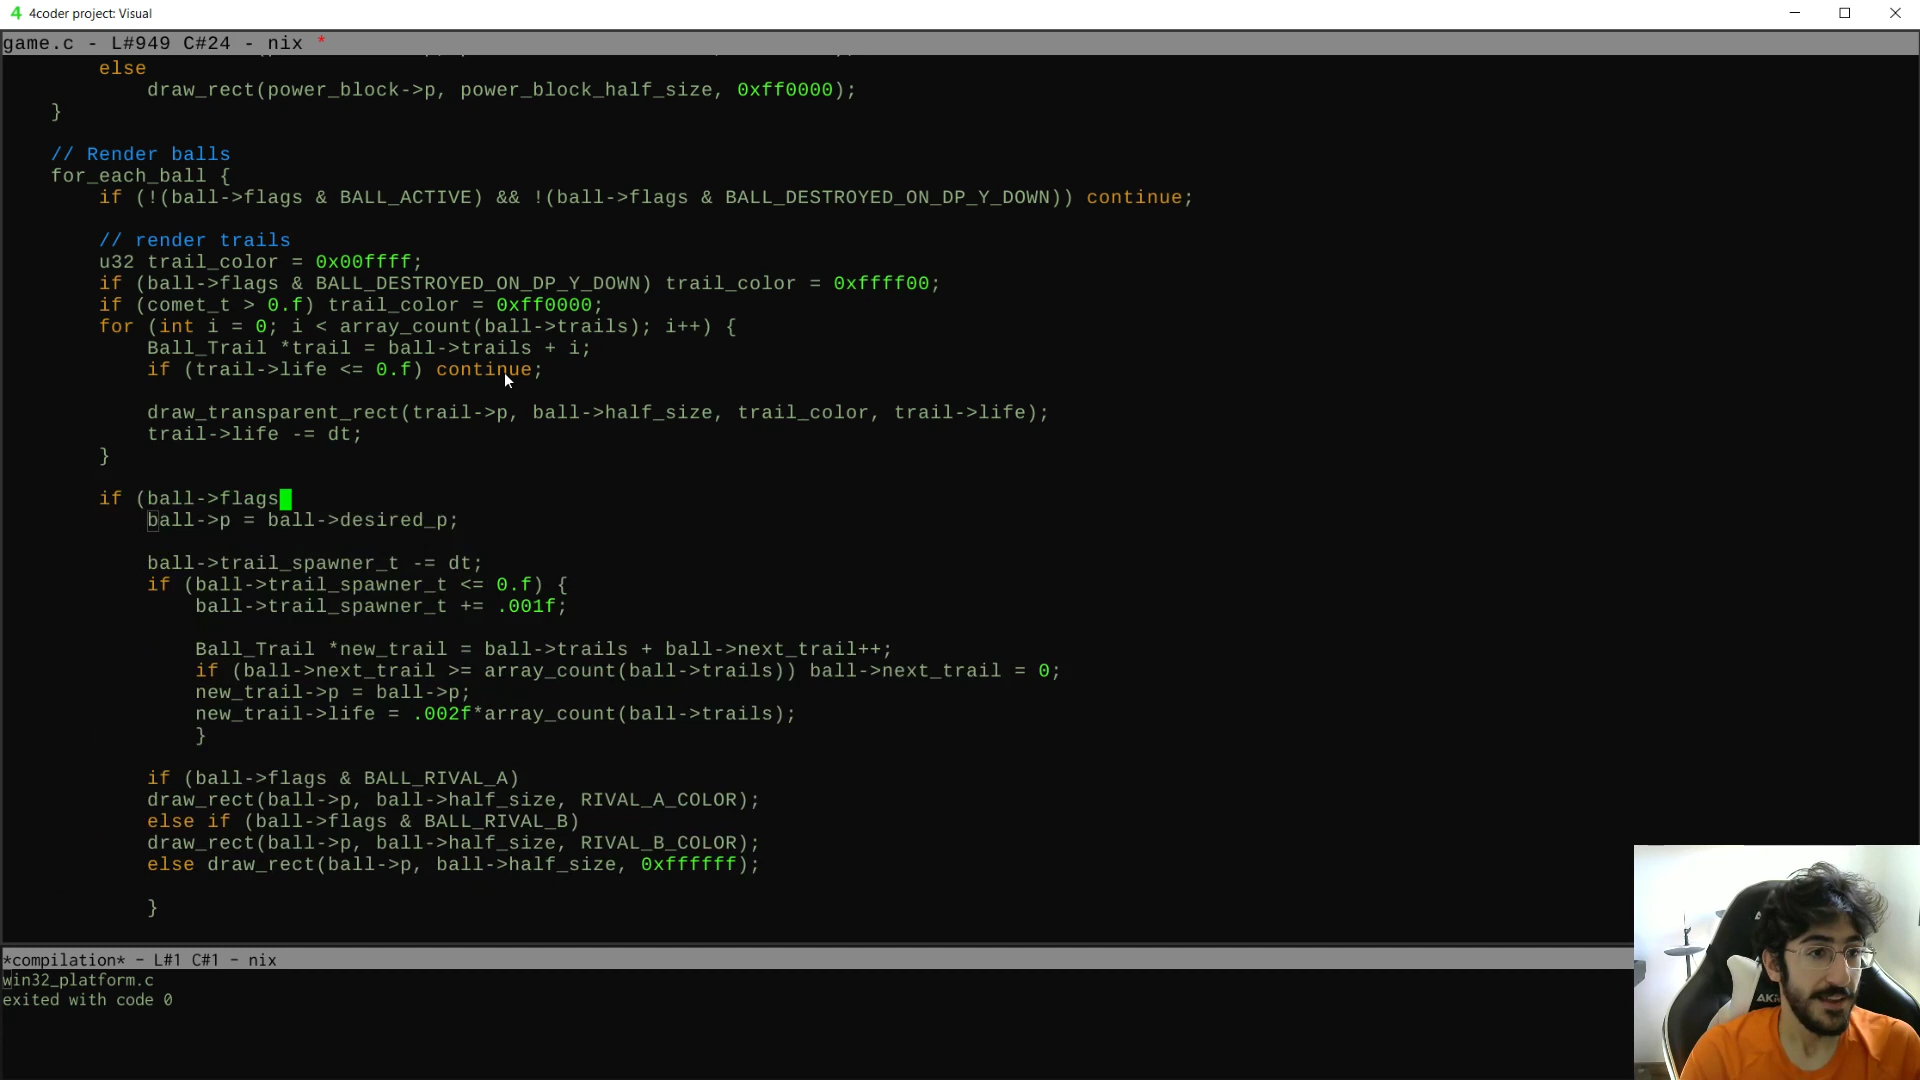 4 4coder project: Visual
game.c - L#949 C#24 - nix *
else
draw_rect(power_block->p, power_block_half_size, 0xff0000);
}
// Render balls
for_each_ball {
if (!(ball->flags & BALL_ACTIVE) && !(ball->flags & BALL_DESTROYED_ON_DP_Y_DOWN)) continue;
// render trails
u32 trail_color = 0x00ffff;
if (ball->flags & BALL_DESTROYED_ON_DP_Y_DOWN) trail_color = 0xffff00;
if (comet_t > 0.f) trail_color = 0xff0000;
for (int i = 0; i < array_count(ball->trails); i++) {
Ball_Trail *trail = ball->trails + i;
if (trail->life <= 0.f) continue;
draw_transparent_rect(trail->p, ball->half_size, trail_color, trail->life);
trail->life -= dt;
}
if (ball->flags
ball->p = ball->desired_p;
ball->trail_spawner_t -= dt;
if (ball->trail_spawner_t <= 0.f) {
ball->trail_spawner_t += .001f;
Ball_Trail *new_trail = ball->trails + ball->next_trail++;
if (ball->next_trail >= array_count(ball->trails)) ball->next_trail = 0;
new_trail->p = ball->p;
new_trail->life = .002f*array_count(ball->trails);
}
if (ball->flags & BALL_RIVAL_A)
draw_rect(ball->p, ball->half_size, RIVAL_A_COLOR);
else if (ball->flags & BALL_RIVAL_B)
draw_rect(ball->p, ball->half_size, RIVAL_B_COLOR);
else draw_rect(ball->p, ball->half_size, 0xffffff);
}
*compilation* - L#1 C#1 - nix
win32_platform.c
exited with code 0